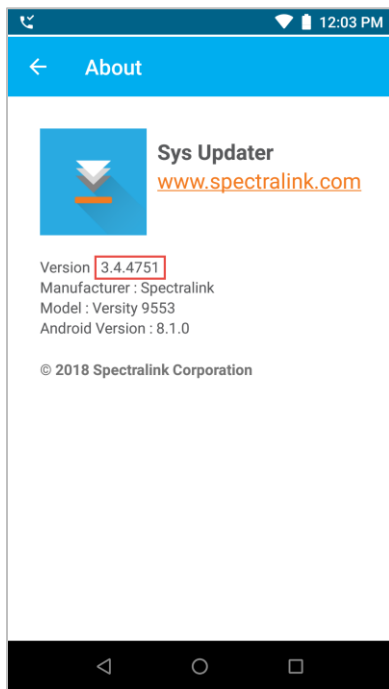 12:03 PM
About
Sys Updater
www.spectralink.com
Version 3.4.4751
Manufacturer : Spectralink
Model : Versity 9553
Android Version : 8.1.0
© 2018 Spectralink Corporation